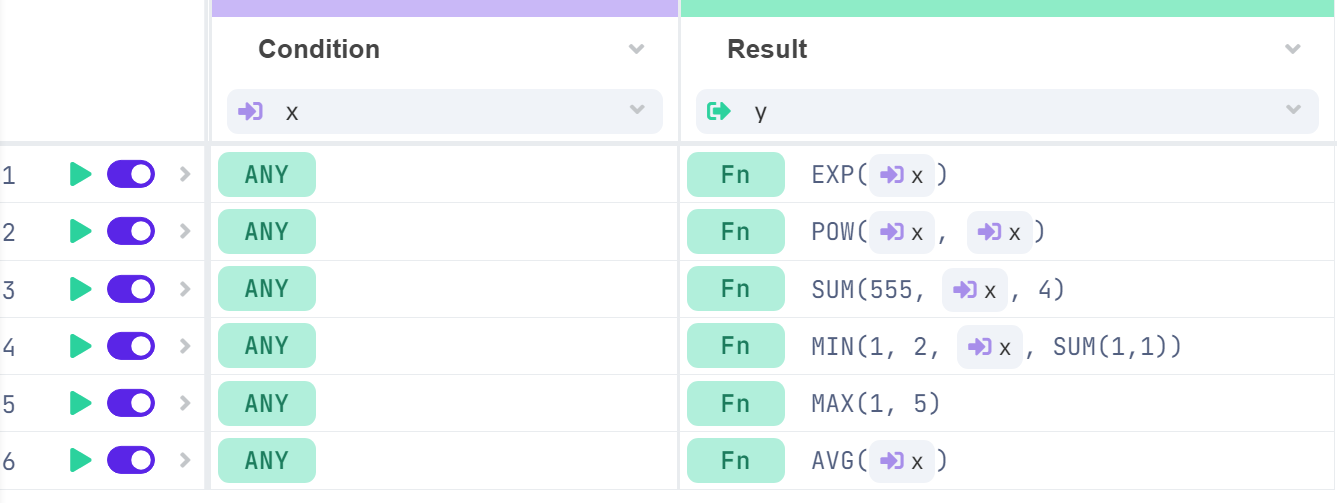 Condition Result
x y
1 ANY Fn EXP(x)
2 ANY Fn POW(x, x)
3 ANY Fn SUM(555, x, 4)
4 ANY Fn MIN(1, 2, x, SUM(1,1))
5 ANY Fn MAX(1, 5)
6 ANY Fn AVG(x)